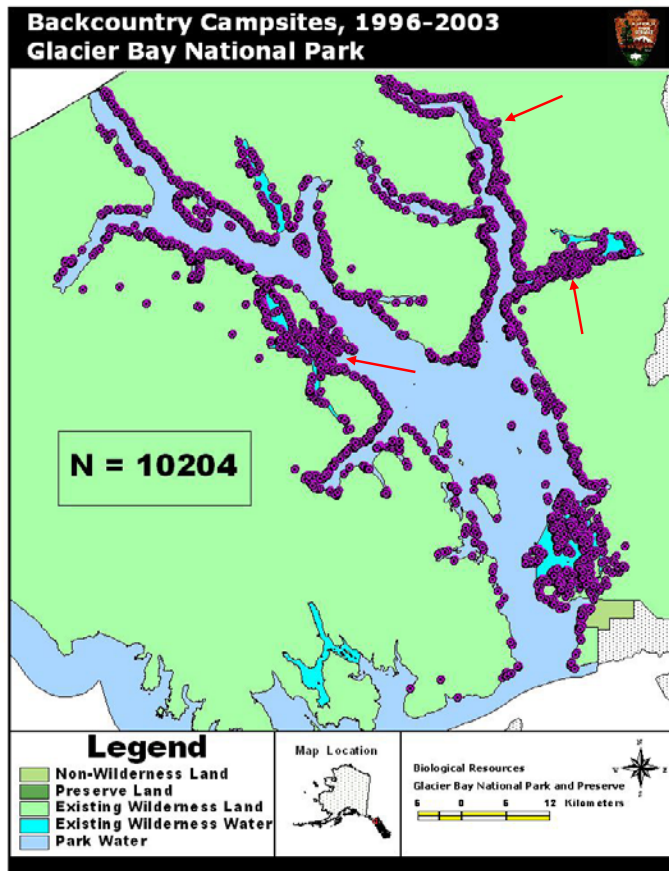 Backcountry Campsites, 1996-2003
Glacier Bay National Park
N = 10204
Legend
Non-Wilderness Land
Preserve Land
Existing Wilderness Land
Existing Wilderness Water
Park Water
Map Location
Biological Resources
Glacier Bay National Park and Preserve
6 0 6 12 Kilometers